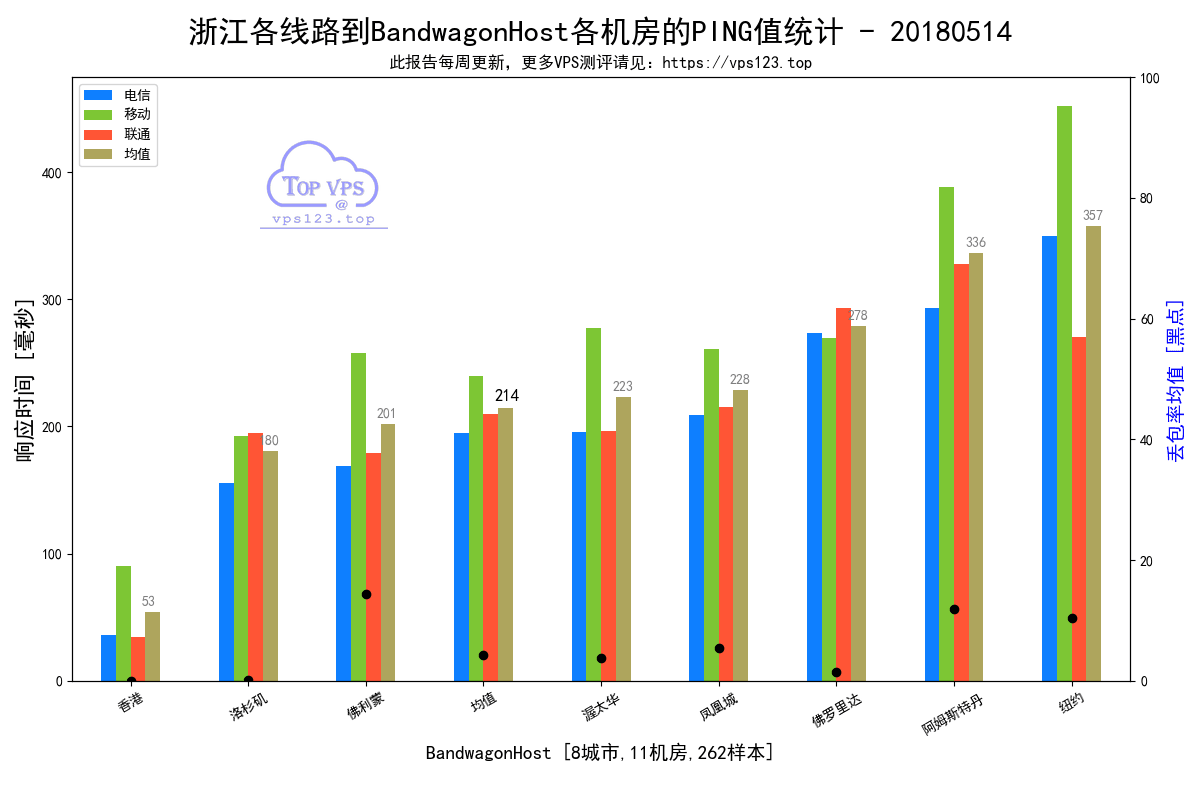 浙江各线路到BandwagonHost各机房的PING值统计 - 20180514
此报告每周更新，更多VPS测评请见：https://vps123.top
电信
移动
联通
均值
TOP VPS
@
vps123.top
响应时间 [毫秒]
0
100
200
300
400
丢包率均值 [黑点]
0
20
40
60
80
100
53
80
201
214
223
228
278
336
357
香港
洛杉矶
佛利蒙
均值
渥太华
凤凰城
佛罗里达
阿姆斯特丹
纽约
BandwagonHost [8城市,11机房,262样本]